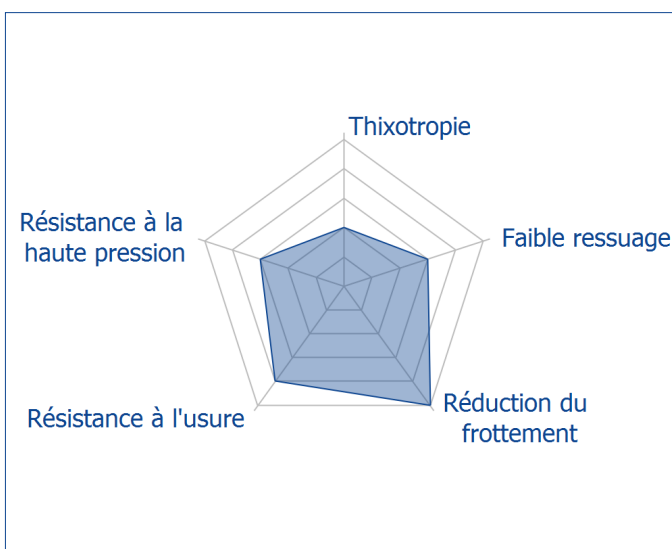 Thixotropie
Résistance à la
haute pression
Faible ressuage
Résistance à l'usure
Réduction du
frottement